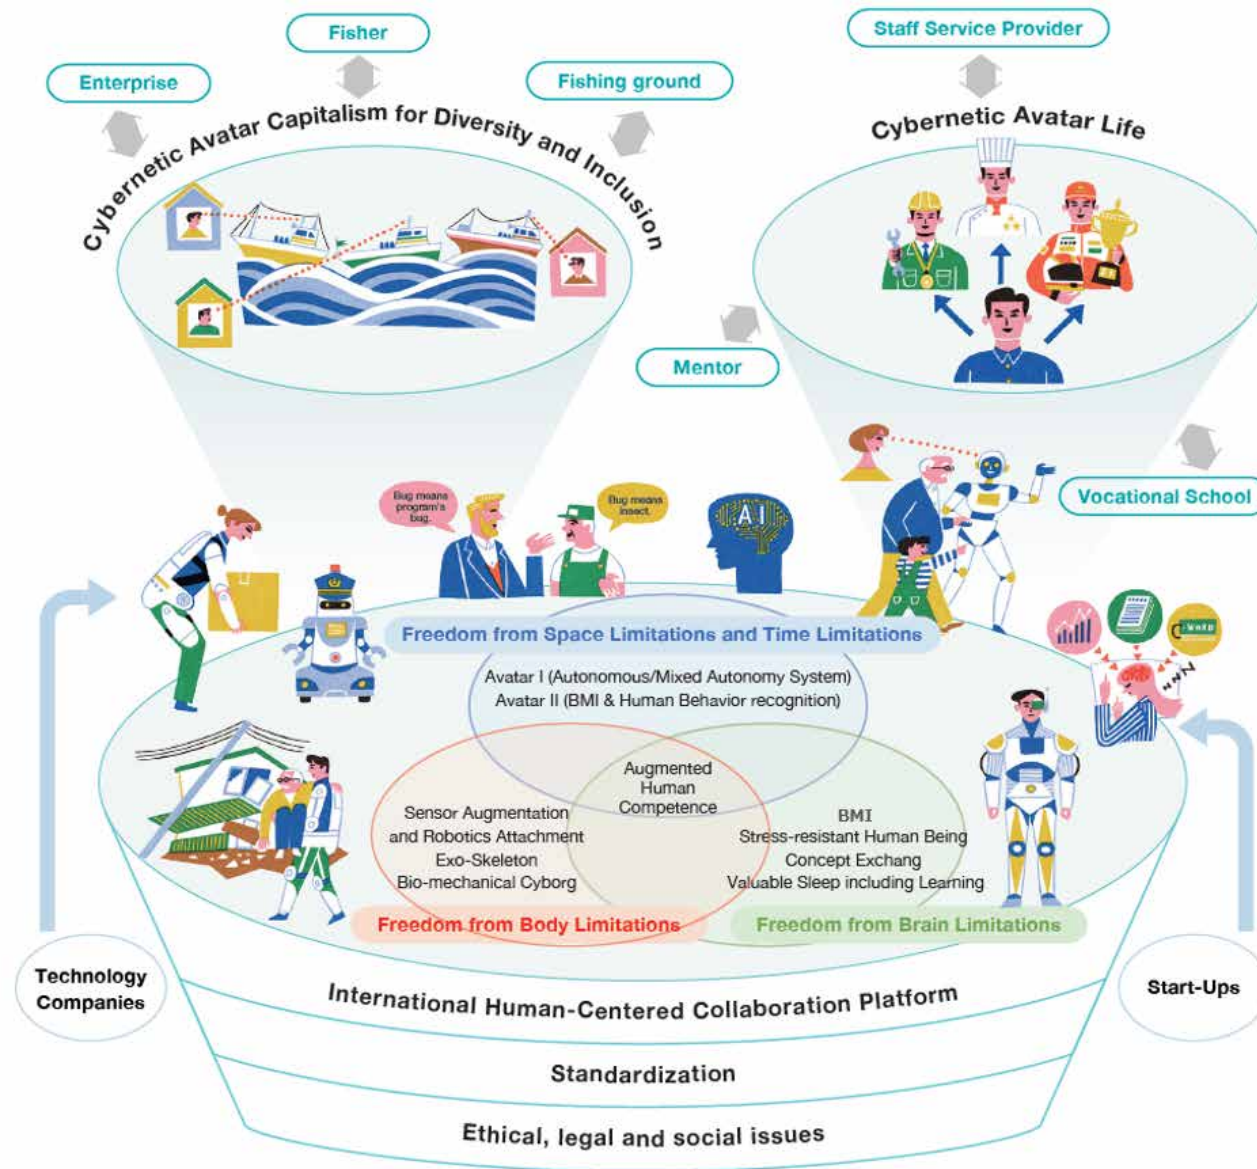 Fisher
Staff Service Provider
Enterprise
Fishing ground
Cybernetic Avatar Capitalism for Diversity and Inclusion
Cybernetic Avatar Life
Mentor
Vocational School
Bug means
program's
bug.
Bug means
insect.
AI
Freedom from Space Limitations and Time Limitations
Avatar I (Autonomous/Mixed Autonomy System)
Avatar II (BMI & Human Behavior recognition)
Augmented
Human
Competence
Sensor Augmentation
and Robotics Attachment
Exo-Skeleton
Bio-mechanical Cyborg
BMI
Stress-resistant Human Being
Concept Exchang
Valuable Sleep including Learning
Freedom from Body Limitations
Freedom from Brain Limitations
Technology
Companies
Start-Ups
International Human-Centered Collaboration Platform
Standardization
Ethical, legal and social issues